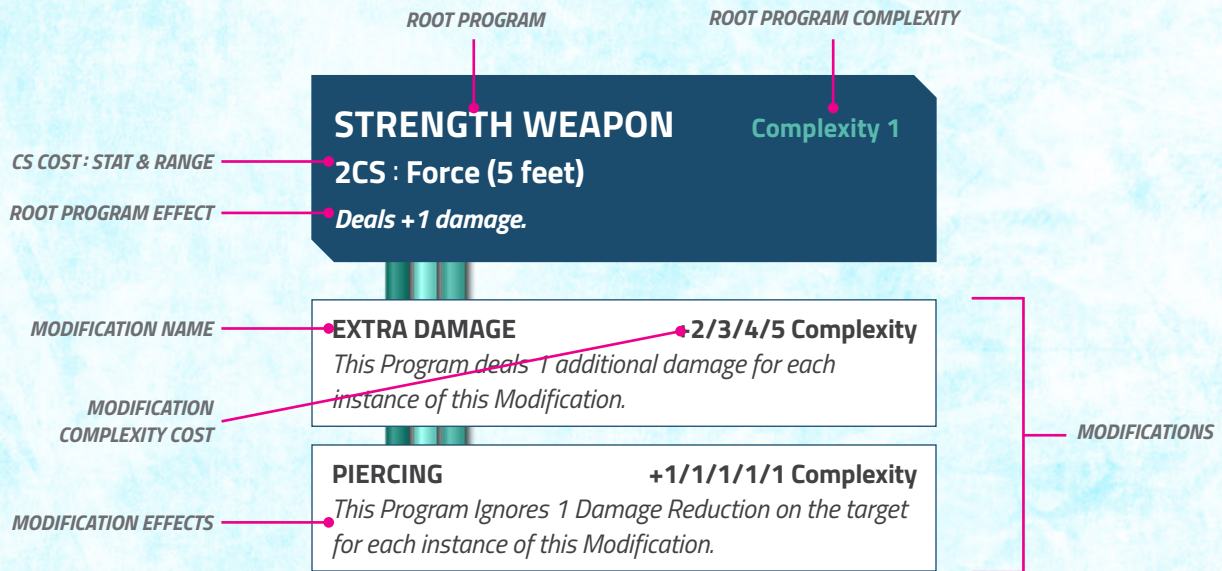 ROOT PROGRAM
ROOT PROGRAM COMPLEXITY
STRENGTH WEAPON
Complexity 1
CS COST : STAT & RANGE
2CS : Force (5 feet)
ROOT PROGRAM EFFECT
Deals +1 damage.
MODIFICATION NAME
EXTRA DAMAGE
+2/3/4/5 Complexity
This Program deals 1 additional damage for each
instance of this Modification.
MODIFICATION
COMPLEXITY COST
MODIFICATIONS
PIERCING
+1/1/1/1/1 Complexity
MODIFICATION EFFECTS
This Program Ignores 1 Damage Reduction on the target
for each instance of this Modification.